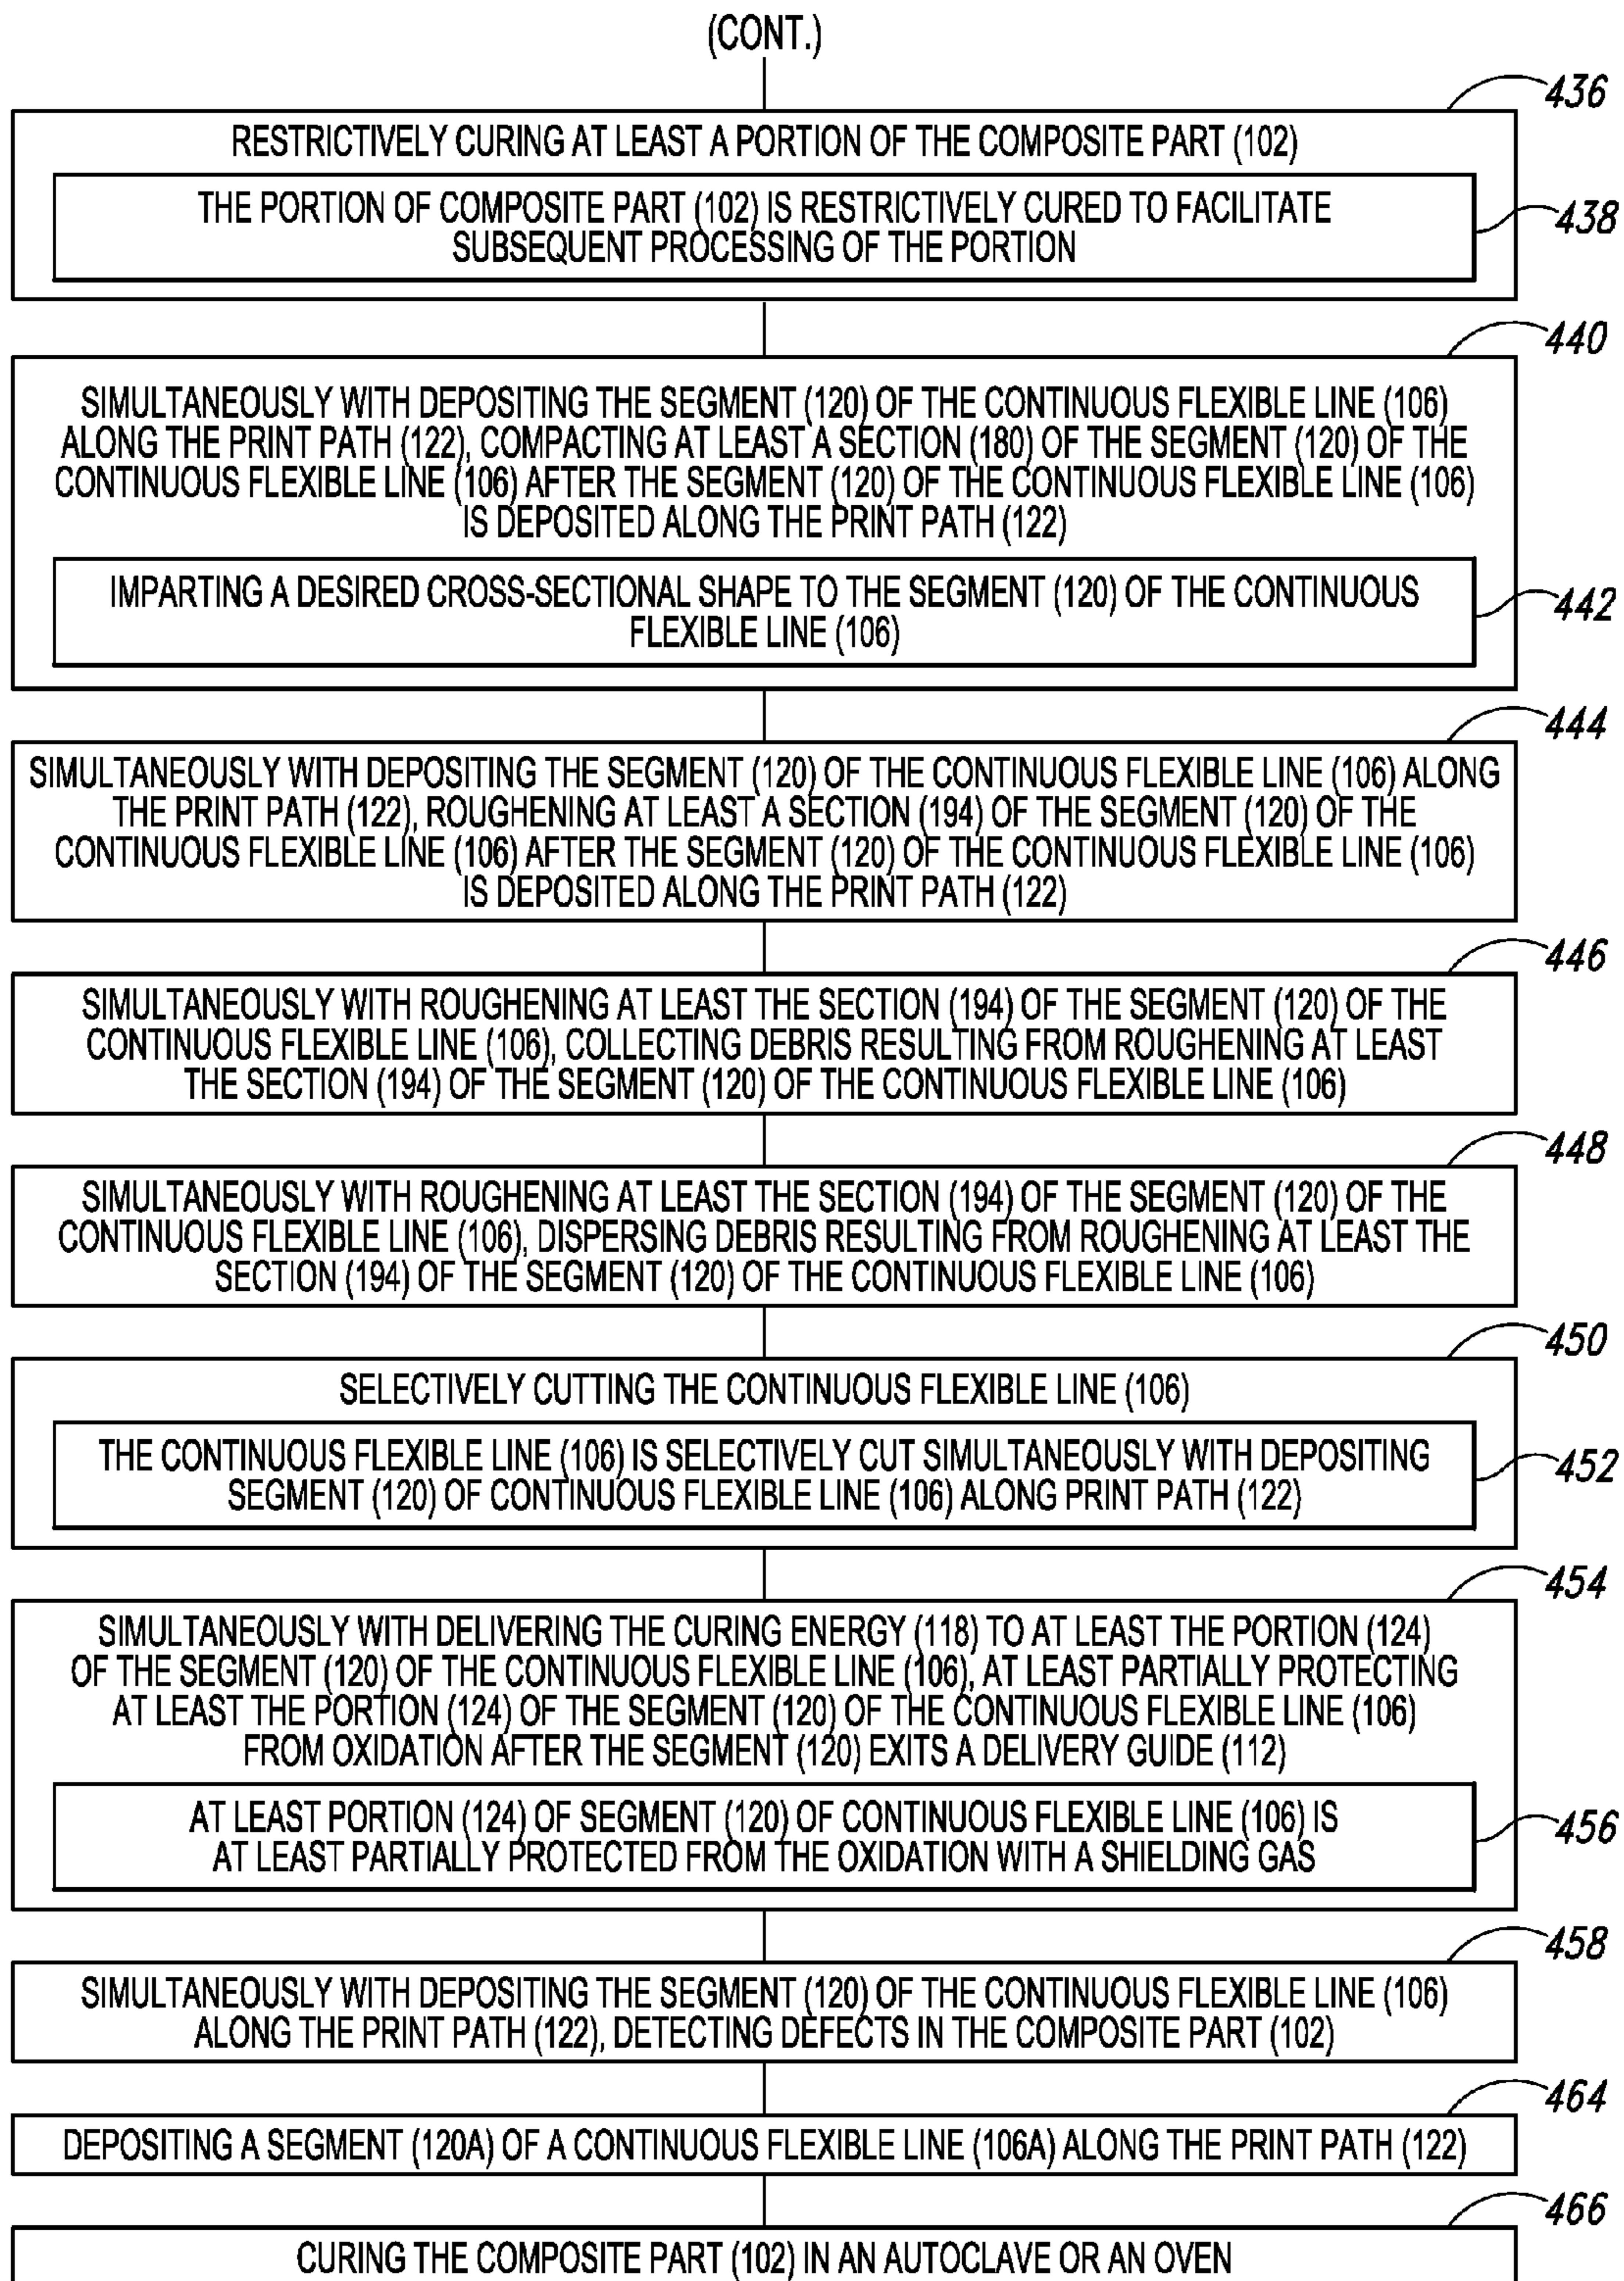 (CONT.)
436
RESTRICTIVELY CURING AT LEAST A PORTION OF THE COMPOSITE PART (102)
THE PORTION OF COMPOSITE PART (102) IS RESTRICTIVELY CURED TO FACILITATE
SUBSEQUENT PROCESSING OF THE PORTION
438
440
SIMULTANEOUSLY WITH DEPOSITING THE SEGMENT (120) OF THE CONTINUOUS FLEXIBLE LINE (106)
ALONG THE PRINT PATH (122), COMPACTING AT LEAST A SECTION (180) OF THE SEGMENT (120) OF THE
CONTINUOUS FLEXIBLE LINE (106) AFTER THE SEGMENT (120) OF THE CONTINUOUS FLEXIBLE LINE (106)
IS DEPOSITED ALONG THE PRINT PATH (122)
IMPARTING A DESIRED CROSS-SECTIONAL SHAPE TO THE SEGMENT (120) OF THE CONTINUOUS
FLEXIBLE LINE (106)
442
444
SIMULTANEOUSLY WITH DEPOSITING THE SEGMENT (120) OF THE CONTINUOUS FLEXIBLE LINE (106) ALONG
THE PRINT PATH (122), ROUGHENING AT LEAST A SECTION (194) OF THE SEGMENT (120) OF THE
CONTINUOUS FLEXIBLE LINE (106) AFTER THE SEGMENT (120) OF THE CONTINUOUS FLEXIBLE LINE (106)
IS DEPOSITED ALONG THE PRINT PATH (122)
446
SIMULTANEOUSLY WITH ROUGHENING AT LEAST THE SECTION (194) OF THE SEGMENT (120) OF THE
CONTINUOUS FLEXIBLE LINE (106), COLLECTING DEBRIS RESULTING FROM ROUGHENING AT LEAST
THE SECTION (194) OF THE SEGMENT (120) OF THE CONTINUOUS FLEXIBLE LINE (106)
448
SIMULTANEOUSLY WITH ROUGHENING AT LEAST THE SECTION (194) OF THE SEGMENT (120) OF THE
CONTINUOUS FLEXIBLE LINE (106), DISPERSING DEBRIS RESULTING FROM ROUGHENING AT LEAST THE
SECTION (194) OF THE SEGMENT (120) OF THE CONTINUOUS FLEXIBLE LINE (106)
450
SELECTIVELY CUTTING THE CONTINUOUS FLEXIBLE LINE (106)
THE CONTINUOUS FLEXIBLE LINE (106) IS SELECTIVELY CUT SIMULTANEOUSLY WITH DEPOSITING
SEGMENT (120) OF CONTINUOUS FLEXIBLE LINE (106) ALONG PRINT PATH (122)
452
454
SIMULTANEOUSLY WITH DELIVERING THE CURING ENERGY (118) TO AT LEAST THE PORTION (124)
OF THE SEGMENT (120) OF THE CONTINUOUS FLEXIBLE LINE (106), AT LEAST PARTIALLY PROTECTING
AT LEAST THE PORTION (124) OF THE SEGMENT (120) OF THE CONTINUOUS FLEXIBLE LINE (106)
FROM OXIDATION AFTER THE SEGMENT (120) EXITS A DELIVERY GUIDE (112)
AT LEAST PORTION (124) OF SEGMENT (120) OF CONTINUOUS FLEXIBLE LINE (106) IS
AT LEAST PARTIALLY PROTECTED FROM THE OXIDATION WITH A SHIELDING GAS
456
458
SIMULTANEOUSLY WITH DEPOSITING THE SEGMENT (120) OF THE CONTINUOUS FLEXIBLE LINE (106)
ALONG THE PRINT PATH (122), DETECTING DEFECTS IN THE COMPOSITE PART (102)
464
DEPOSITING A SEGMENT (120A) OF A CONTINUOUS FLEXIBLE LINE (106A) ALONG THE PRINT PATH (122)
466
CURING THE COMPOSITE PART (102) IN AN AUTOCLAVE OR AN OVEN